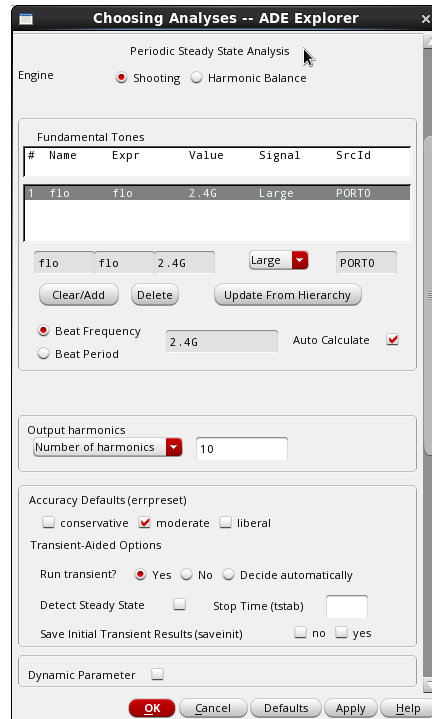 Choosing Analyses -- ADE Explorer
Periodic Steady State Analysis
Engine Shooting Harmonic Balance
Fundamental Tones
# Name Expr Value Signal SrcId
1 flo flo 2.4G Large PORT0
flo flo 2.4G Large PORT0
Clear/Add Delete Update From Hierarchy
Beat Frequency 2.4G Auto Calculate
Beat Period
Output harmonics
Number of harmonics 10
Accuracy Defaults (errpreset)
conservative moderate liberal
Transient-Aided Options
Run transient? Yes No Decide automatically
Detect Steady State Stop Time (tstab)
Save Initial Transient Results (saveinit) no yes
Dynamic Parameter
OK Cancel Defaults Apply Help